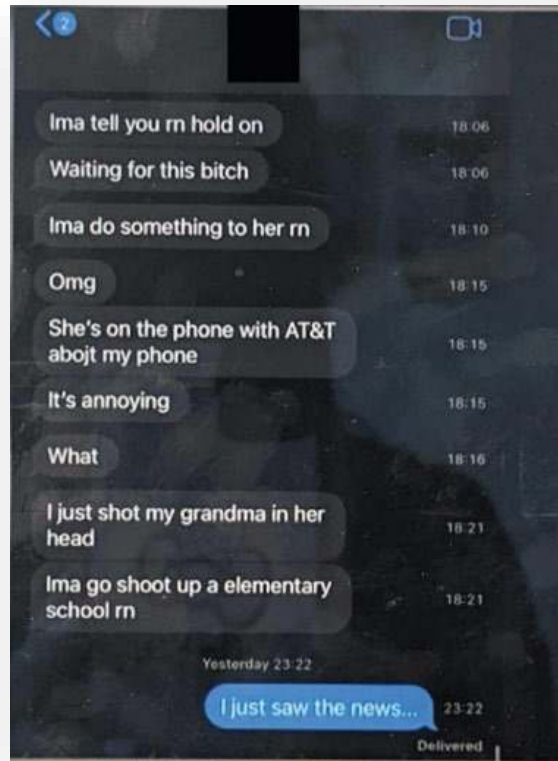 2
Ima tell you rn hold on
18:06
Waiting for this bitch
18:06
Ima do something to her rn
18:10
Omg
18:15
She's on the phone with AT&T
abojt my phone
18:15
It's annoying
18:15
What
18:16
I just shot my grandma in her
head
18:21
Ima go shoot up a elementary
school rn
18:21
Yesterday 23:22
I just saw the news...
23:22
Delivered